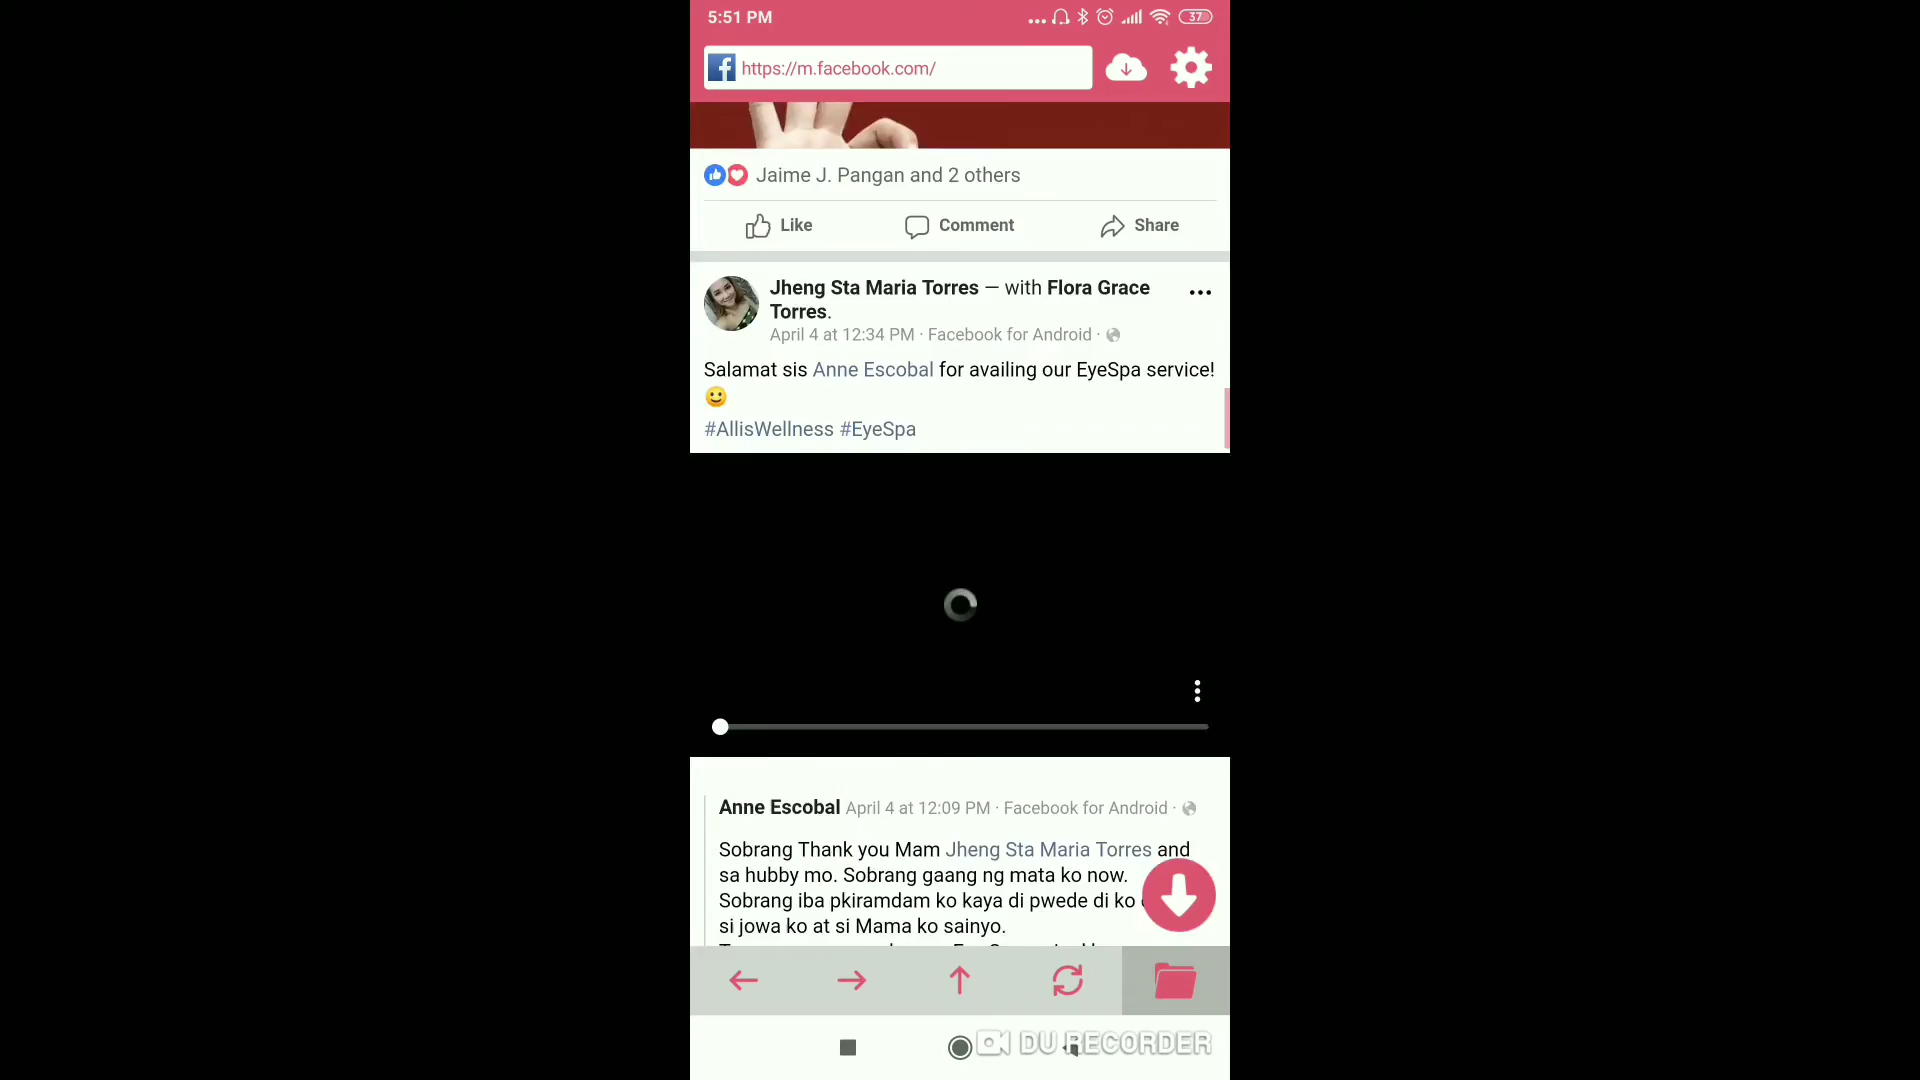 5:51 PM
37
https://m.facebook.com/
Jaime J. Pangan and 2 others
Like Comment Share
Jheng Sta Maria Torres — with Flora Grace
Torres.
April 4 at 12:34 PM · Facebook for Android ·
Salamat sis Anne Escobal for availing our EyeSpa service!
#AllisWellness #EyeSpa
Anne Escobal April 4 at 12:09 PM · Facebook for Android ·
Sobrang Thank you Mam Jheng Sta Maria Torres and
sa hubby mo. Sobrang gaang ng mata ko now.
Sobrang iba pkiramdam ko kaya di pwede di ko
si jowa ko at si Mama ko sainyo.
DU RECORDER